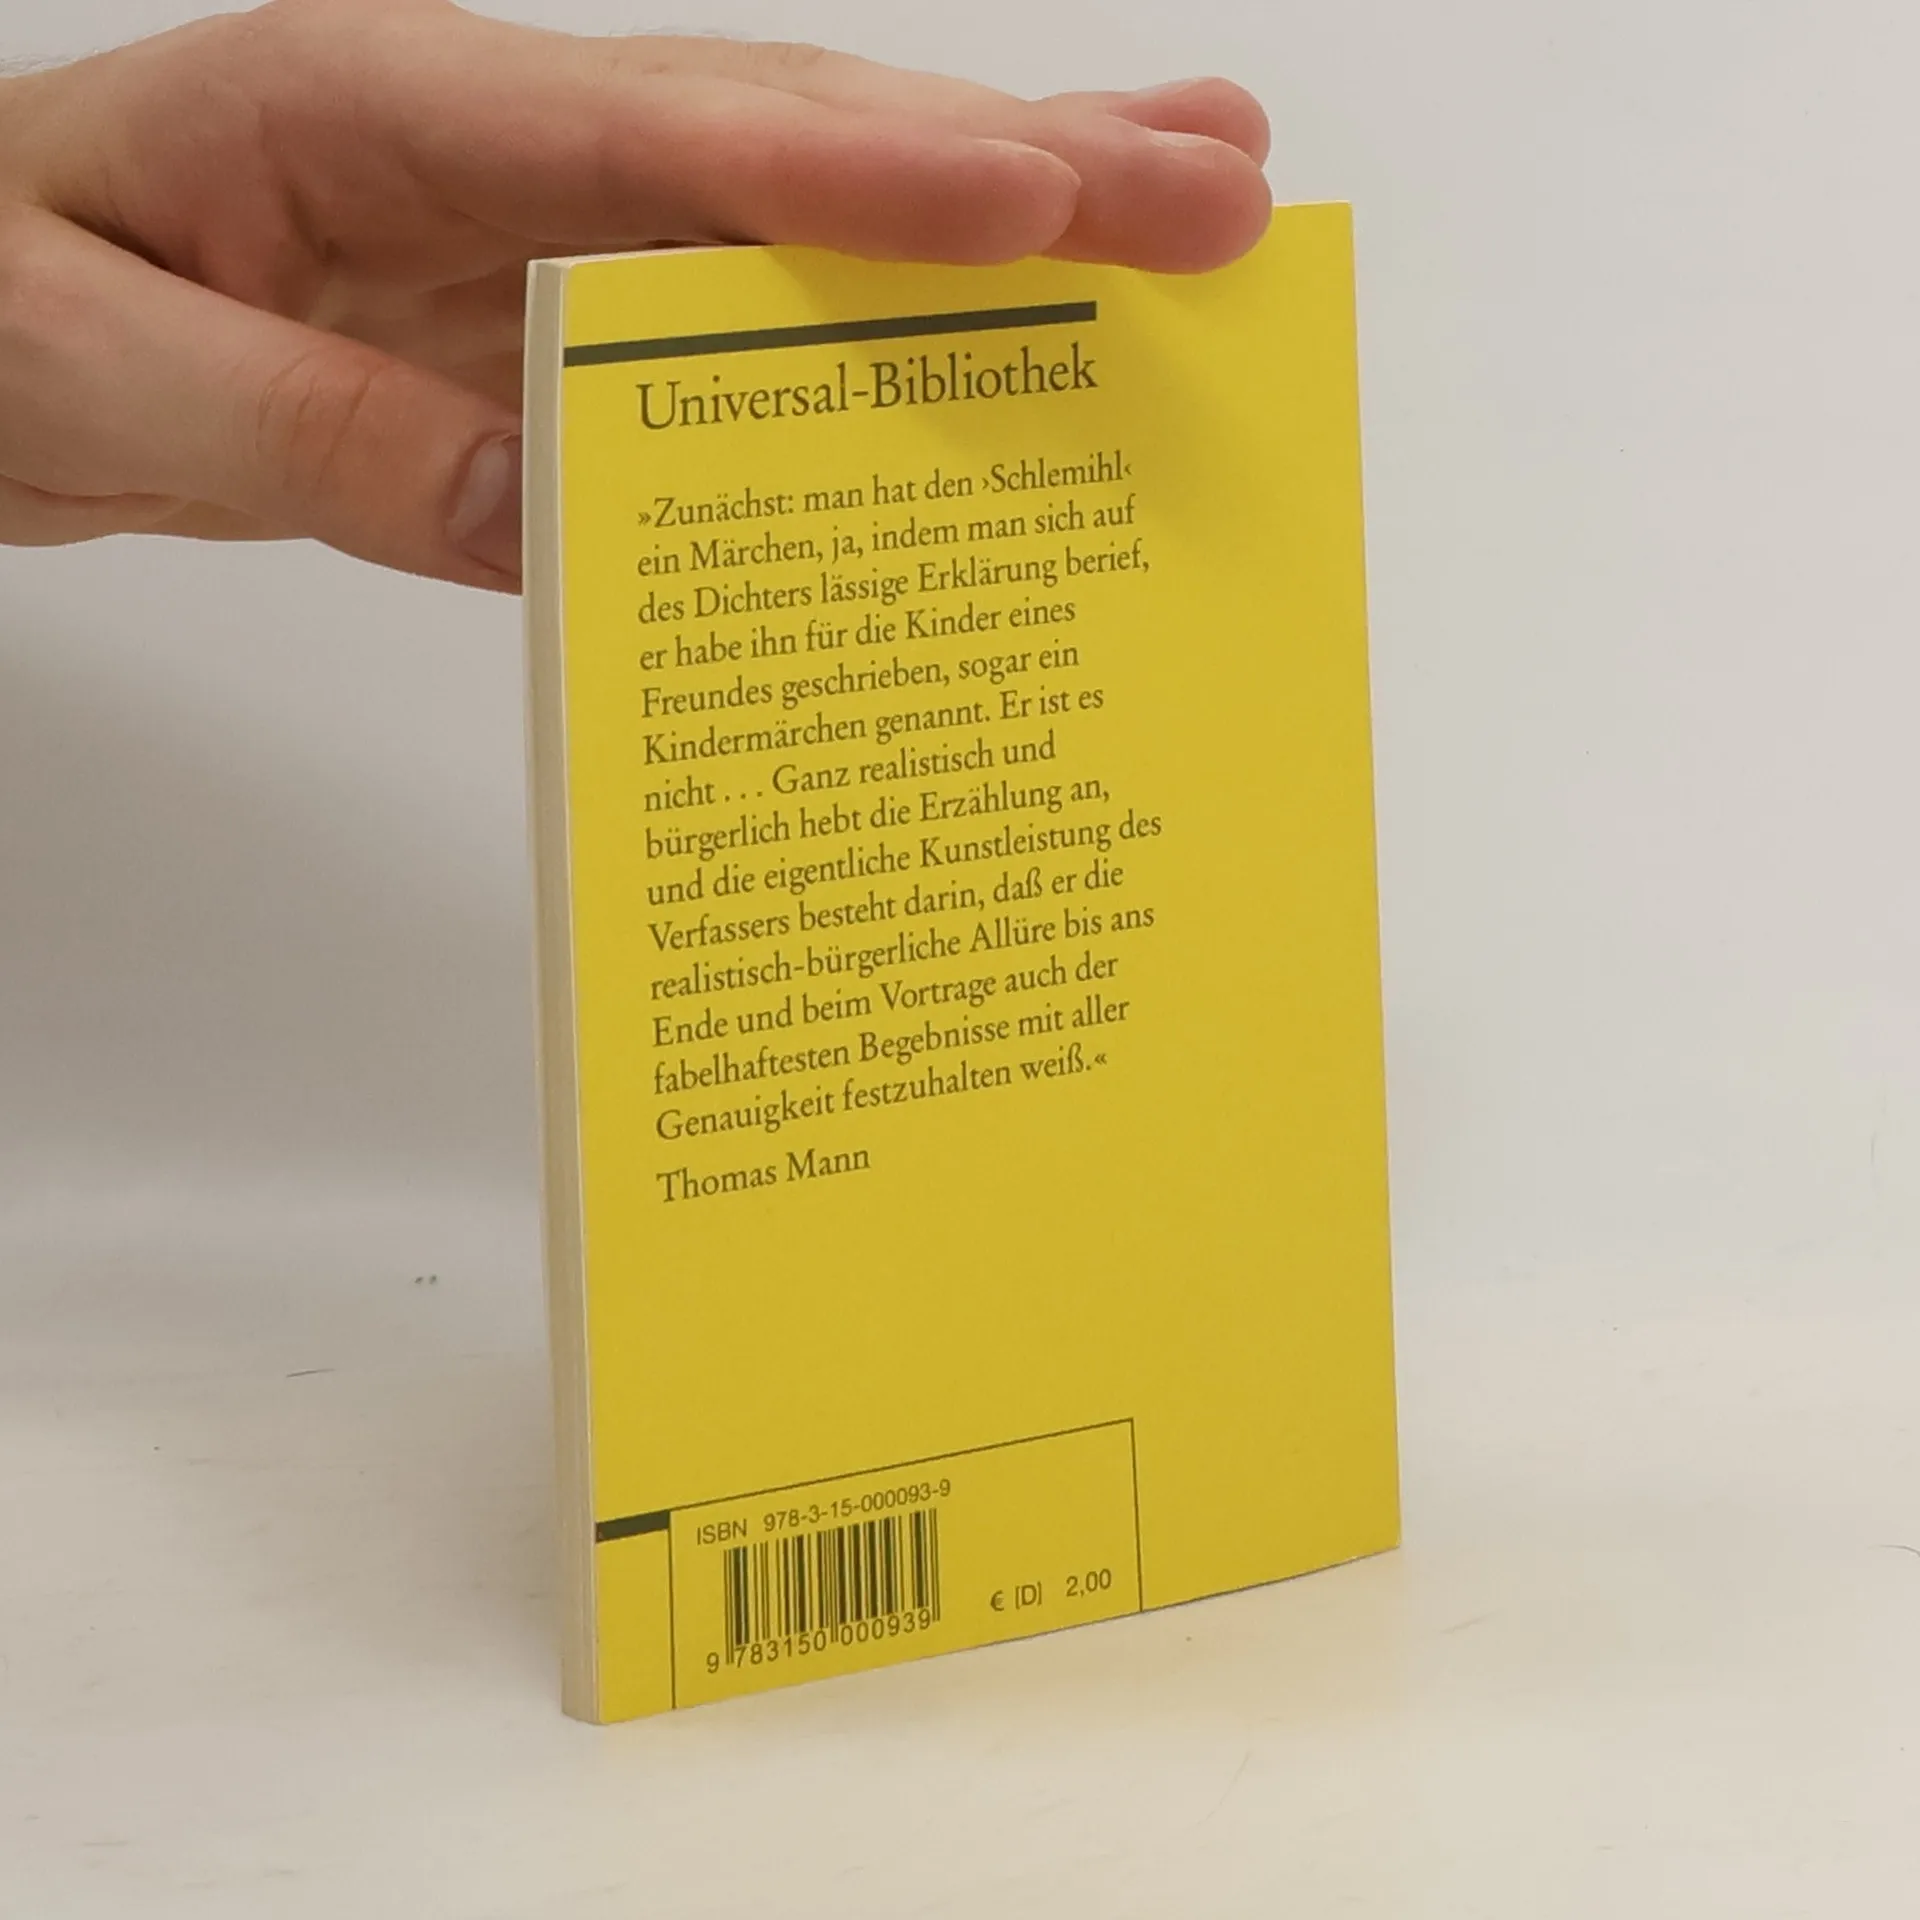 Universal-Bibliothek
»Zunächst: man hat den ›Schlemihl‹
ein Märchen, ja, indem man sich auf
des Dichters lässige Erklärung berief,
er habe ihn für die Kinder eines
Freundes geschrieben, sogar ein
Kindermärchen genannt. Er ist es
nicht . . . Ganz realistisch und
bürgerlich hebt die Erzählung an,
und die eigentliche Kunstleistung des
Verfassers besteht darin, daß er die
realistisch-bürgerliche Allüre bis ans
Ende und beim Vortrage auch der
fabelhaftesten Begebnisse mit aller
Genauigkeit festzuhalten weiß.«
Thomas Mann
ISBN 978-3-15-000093-9
9 783150 000939
€ [D] 2,00